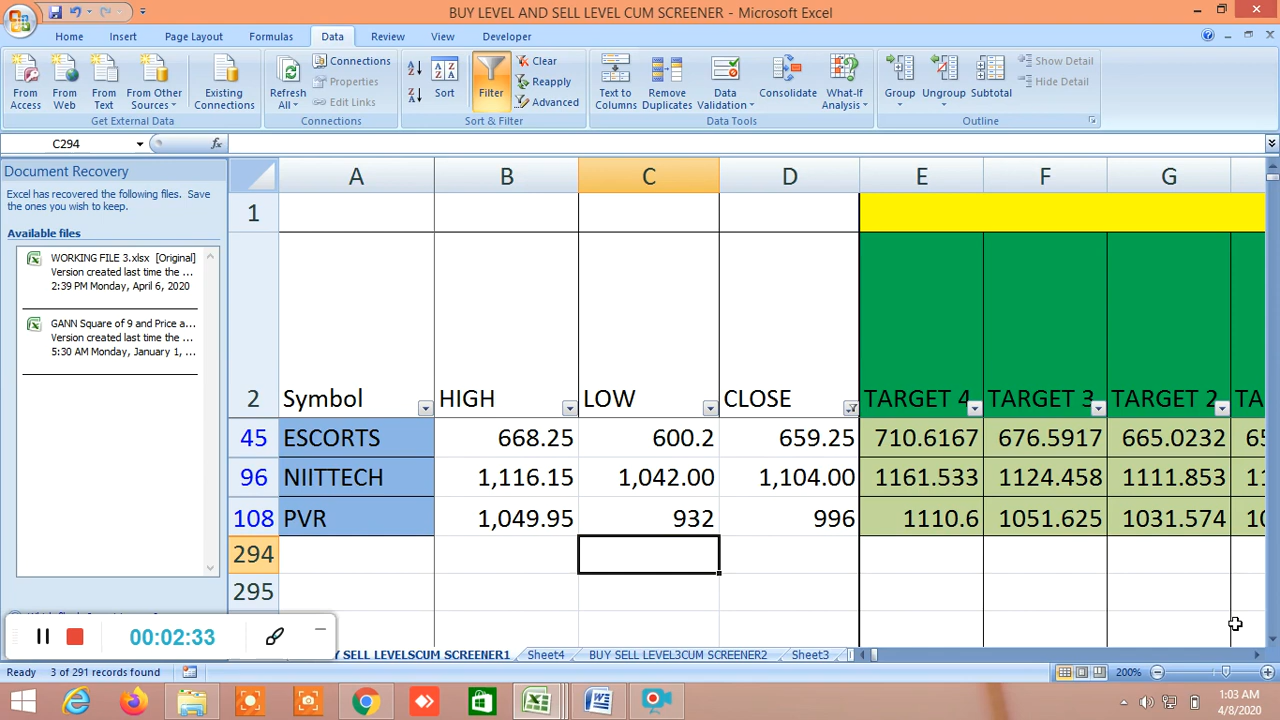 BUY LEVEL AND SELL LEVEL CUM SCREENER - Microsoft Excel
Home Insert Page Layout Formulas Data Review View Developer
From Access
From Web
From Text
From Other Sources
Existing Connections
Get External Data
Refresh All
Connections
Properties
Edit Links
Connections
Sort
Filter
Clear
Reapply
Advanced
Sort & Filter
Text to Columns
Remove Duplicates
Data Validation
Consolidate
What-If Analysis
Data Tools
Group
Ungroup
Subtotal
Show Detail
Hide Detail
Outline
C294 fx
Document Recovery
Excel has recovered the following files. Save
the ones you wish to keep.
Available files
WORKING FILE 3.xlsx [Original]
Version created last time the ...
2:39 PM Monday, April 6, 2020
GANN Square of 9 and Price a...
Version created last time the ...
5:30 AM Monday, January 1, ...
A B C D E F G
1
2 Symbol HIGH LOW CLOSE TARGET 4 TARGET 3 TARGET 2 TA
45 ESCORTS 668.25 600.2 659.25 710.6167 676.5917 665.0232 65
96 NIITTECH 1,116.15 1,042.00 1,104.00 1161.533 1124.458 1111.853 11
108 PVR 1,049.95 932 996 1110.6 1051.625 1031.574 10
294
295
00:02:33
BUY SELL LEVELSCUM SCREENER1 Sheet4 BUY SELL LEVEL3CUM SCREENER2 Sheet3
Ready 3 of 291 records found 200%
1:03 AM
4/8/2020